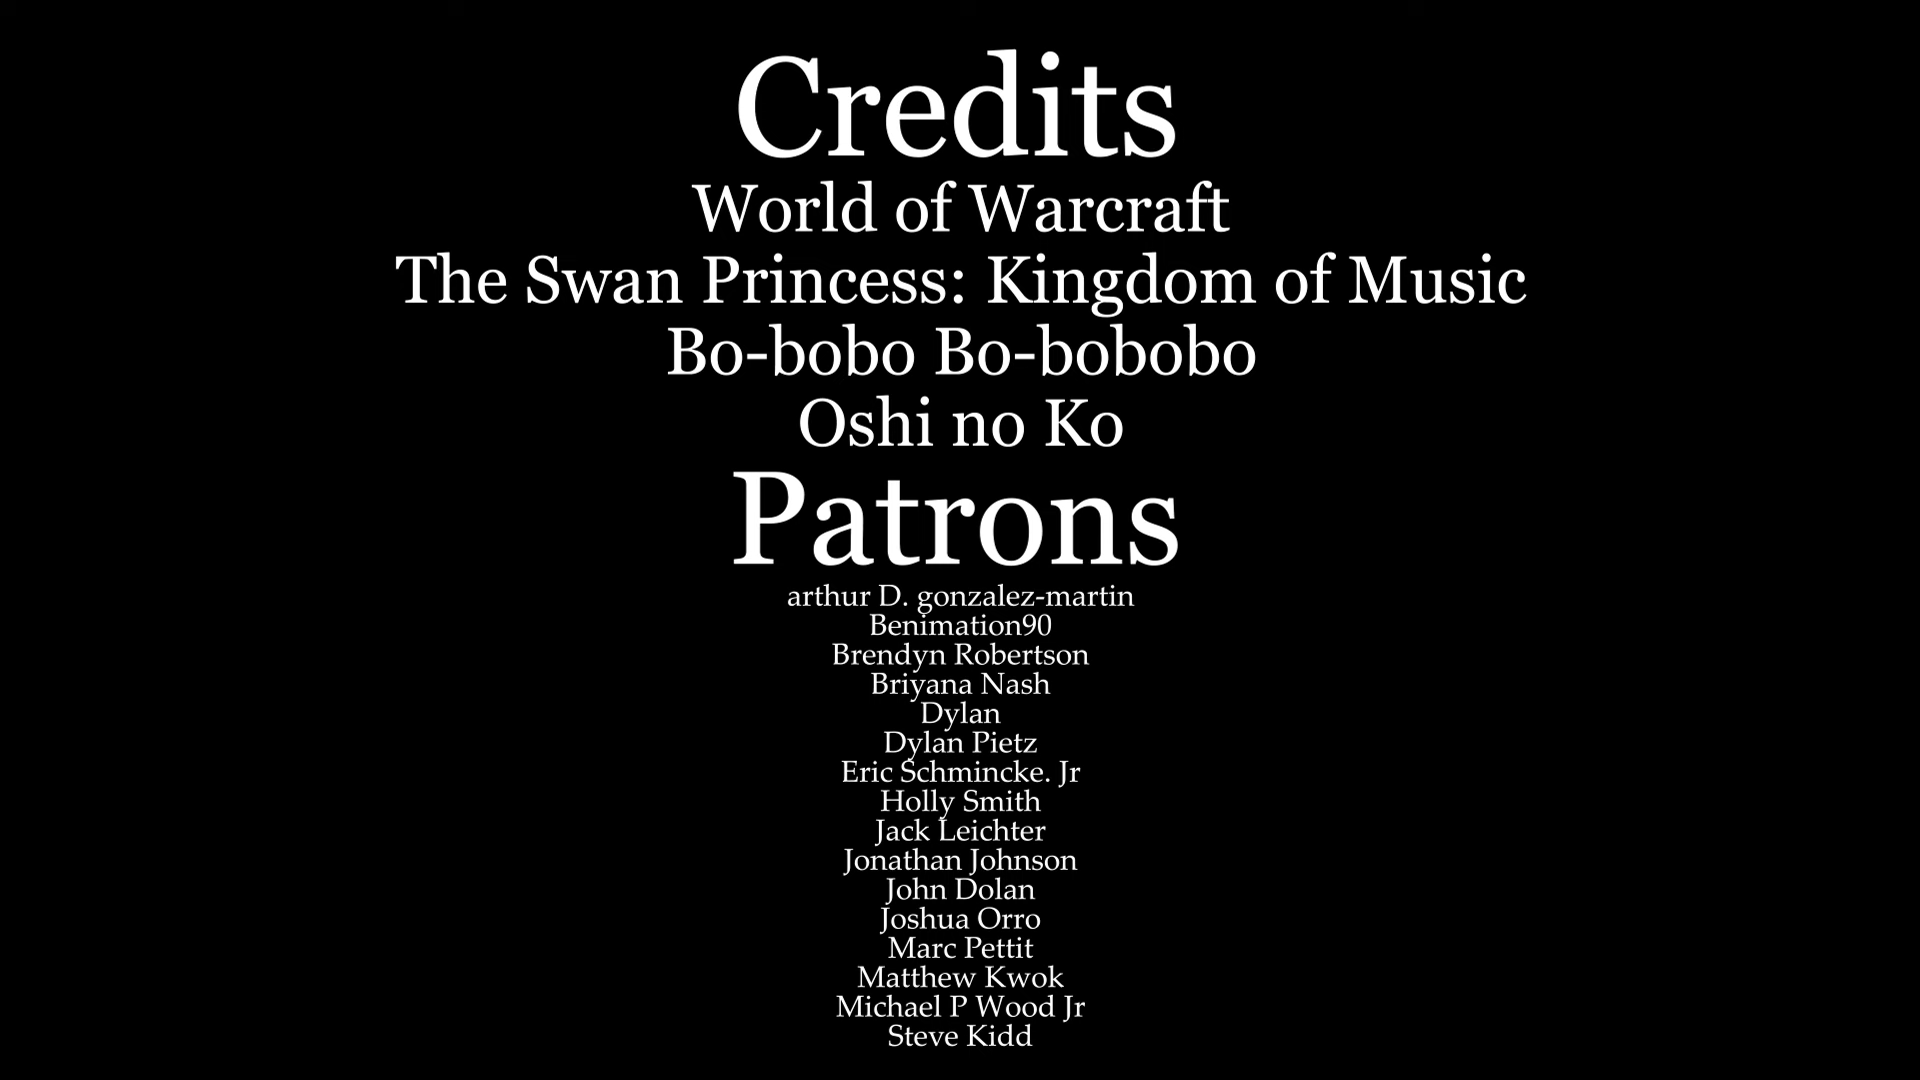 Credits
World of Warcraft
The Swan Princess: Kingdom of Music
Bo-bobo Bo-bobobo
Oshi no Ko
Patrons
arthur D. gonzalez-martin
Benimation90
Brendyn Robertson
Briyana Nash
Dylan
Dylan Pietz
Eric Schmincke. Jr
Holly Smith
Jack Leichter
Jonathan Johnson
John Dolan
Joshua Orro
Marc Pettit
Matthew Kwok
Michael P Wood Jr
Steve Kidd